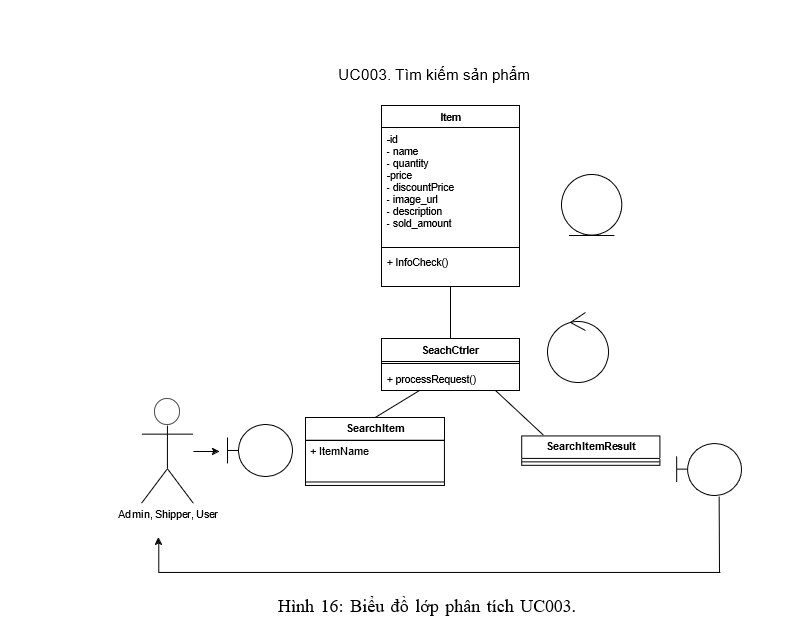 UC003. Tìm kiếm sản phẩm
Item
-id
- name
- quantity
-price
- discountPrice
- image_url
- description
- sold_amount
+ InfoCheck()
SeachCtrler
+ processRequest()
SearchItem
+ ItemName
SearchItemResult
Admin, Shipper, User
Hình 16: Biểu đồ lớp phân tích UC003.